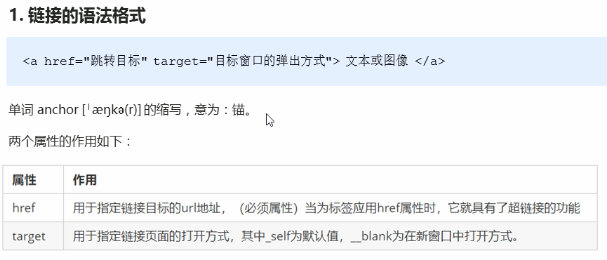 1. 链接的语法格式
<a href="跳转目标" target="目标窗口的弹出方式"> 文本或图像 </a>
单词 anchor [ˈæŋkə(r)] 的缩写，意为：锚。
两个属性的作用如下：
属性 作用
href 用于指定链接目标的url地址，（必须属性）当为标签应用href属性时，它就具有了超链接的功能
target 用于指定链接页面的打开方式，其中_self为默认值，__blank为在新窗口中打开方式。